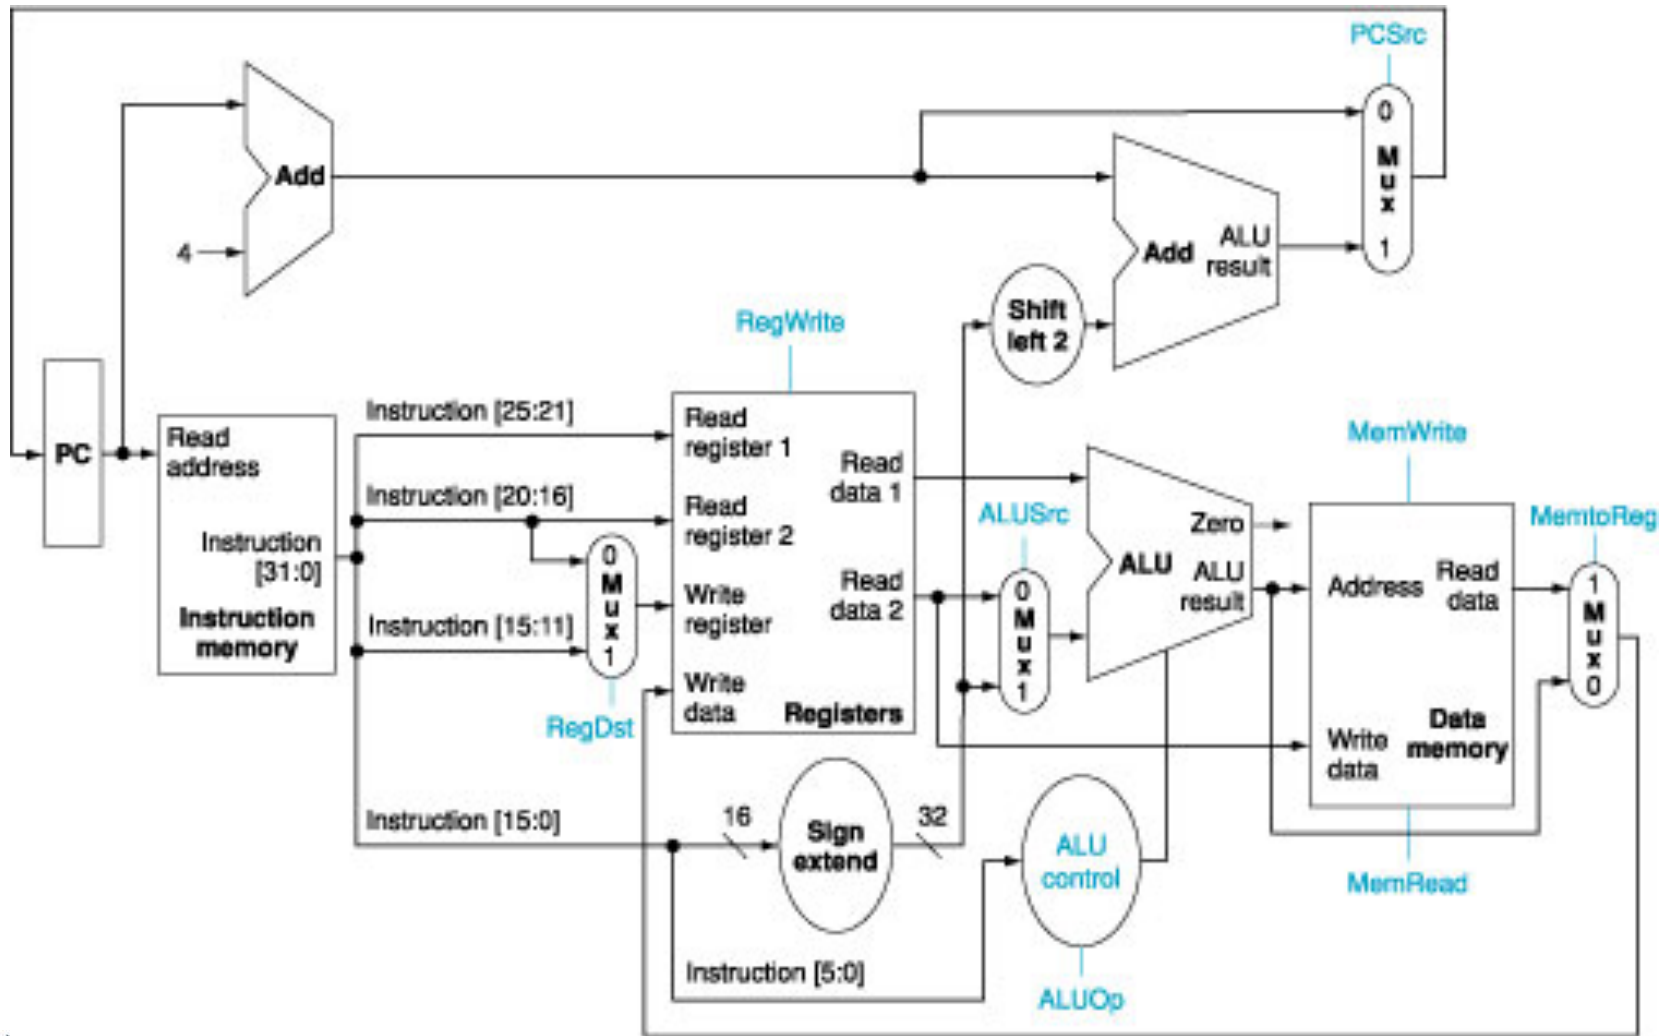 PCSrc
0
M
u
x
1
Add
4
Add
ALU
result
Shift
left 2
RegWrite
PC
Read
address
Instruction
[31:0]
Instruction
memory
Instruction [25:21]
Instruction [20:16]
Instruction [15:11]
Instruction [15:0]
Instruction [5:0]
0
M
u
x
1
RegDst
Read
register 1
Read
register 2
Write
register
Write
data
Read
data 1
Read
data 2
Registers
16
Sign
extend
32
ALUSrc
0
M
u
x
1
Zero
ALU
ALU
result
ALU
control
ALUOp
MemWrite
Address
Read
data
Write
data
Data
memory
MemRead
MemtoReg
1
M
u
x
0